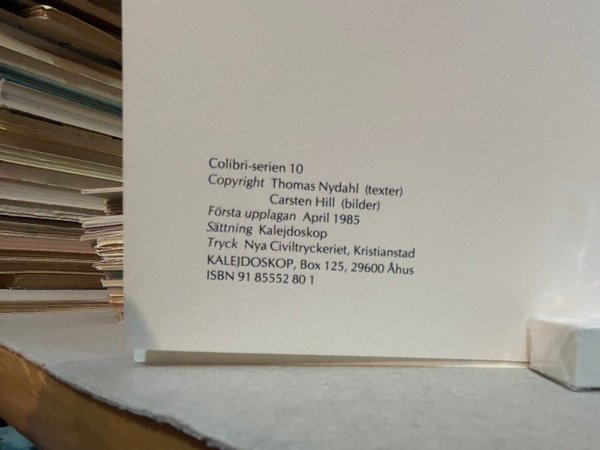 Colibri-serien 10
Copyright Thomas Nydahl (texter)
Carsten Hill (bilder)
Första upplagan April 1985
Sättning Kalejdoskop
Tryck Nya Civiltryckeriet, Kristianstad
KALEJDOSKOP, Box 125, 29600 Åhus
ISBN 91 85552 80 1